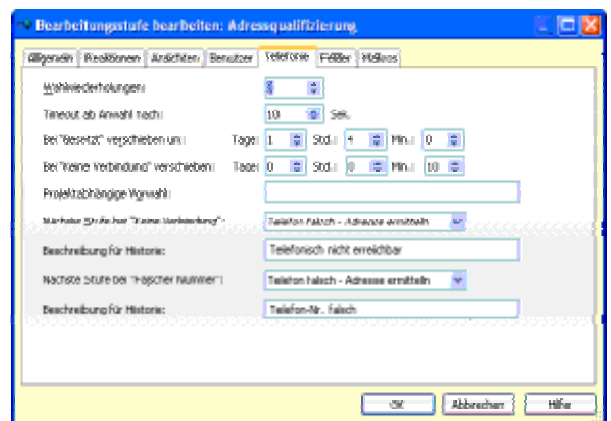 Bearbeitungsstufe bearbeiten: Adressqualifizierung
Allgemein Reaktionen Ansichten Benutzer Telefonie Felder Makros
Wahlwiederholungen:
Timeout ab Anwahl nach: 10 Sek.
Bei "Besetzt" verschieben um: Tage: 1 Std.: 4 Min.: 0
Bei "Keine Verbindung" verschieben: Tage: 0 Std.: 0 Min.: 10
Projektabhängige Vorwahl:
Nächste Stufe bei "Keine Verbindung": Telefon falsch - Adresse ermitteln
Beschreibung für Historie: Telefonisch nicht erreichbar
Nächste Stufe bei "Falscher Nummer": Telefon falsch - Adresse ermitteln
Beschreibung für Historie: Telefon-Nr. falsch
OK Abbrechen Hilfe